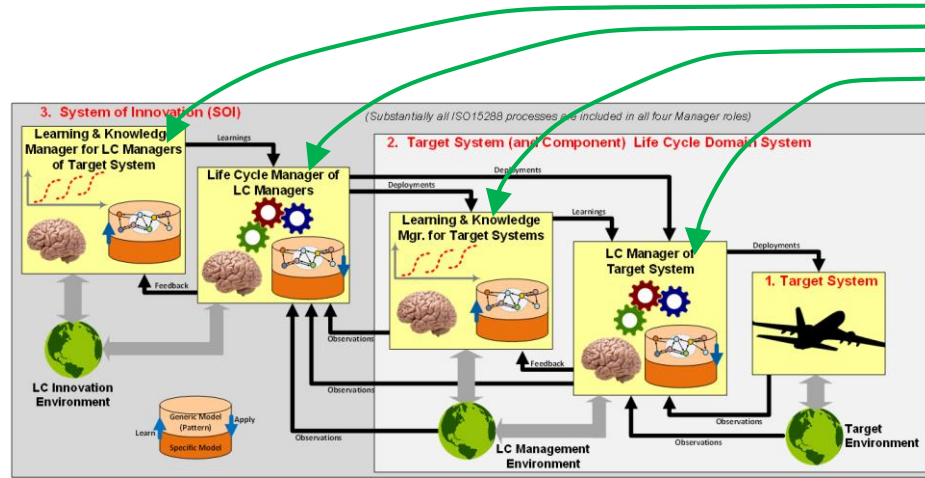 3. System of Innovation (SOI)
(Substantially all ISO15288 processes are included in all four Manager roles)
Learning & Knowledge
Manager for LC Managers
of Target System
Learnings
2. Target System (and Component) Life Cycle Domain System
Life Cycle Manager of
LC Managers
Deployments
Deployments
Learning & Knowledge
Mgr. for Target Systems
Learnings
LC Manager of
Target System
Deployments
1. Target System
Feedback
Observations
Feedback
Observations
Observations
Observations
Observations
LC Innovation
Environment
Generic Model
(Pattern)
Learn
Apply
Specific Model
LC Management
Environment
Target
Environment